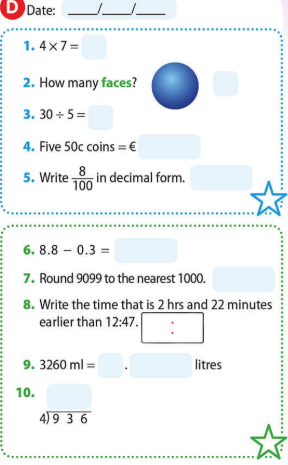 D Date: ___/___/___
1. 4 × 7 =
2. How many faces?
3. 30 ÷ 5 =
4. Five 50c coins = €
5. Write 8/100 in decimal form.
6. 8.8 − 0.3 =
7. Round 9099 to the nearest 1000.
8. Write the time that is 2 hrs and 22 minutes
earlier than 12:47. :
9. 3260 ml = . litres
10.
4)9 3 6